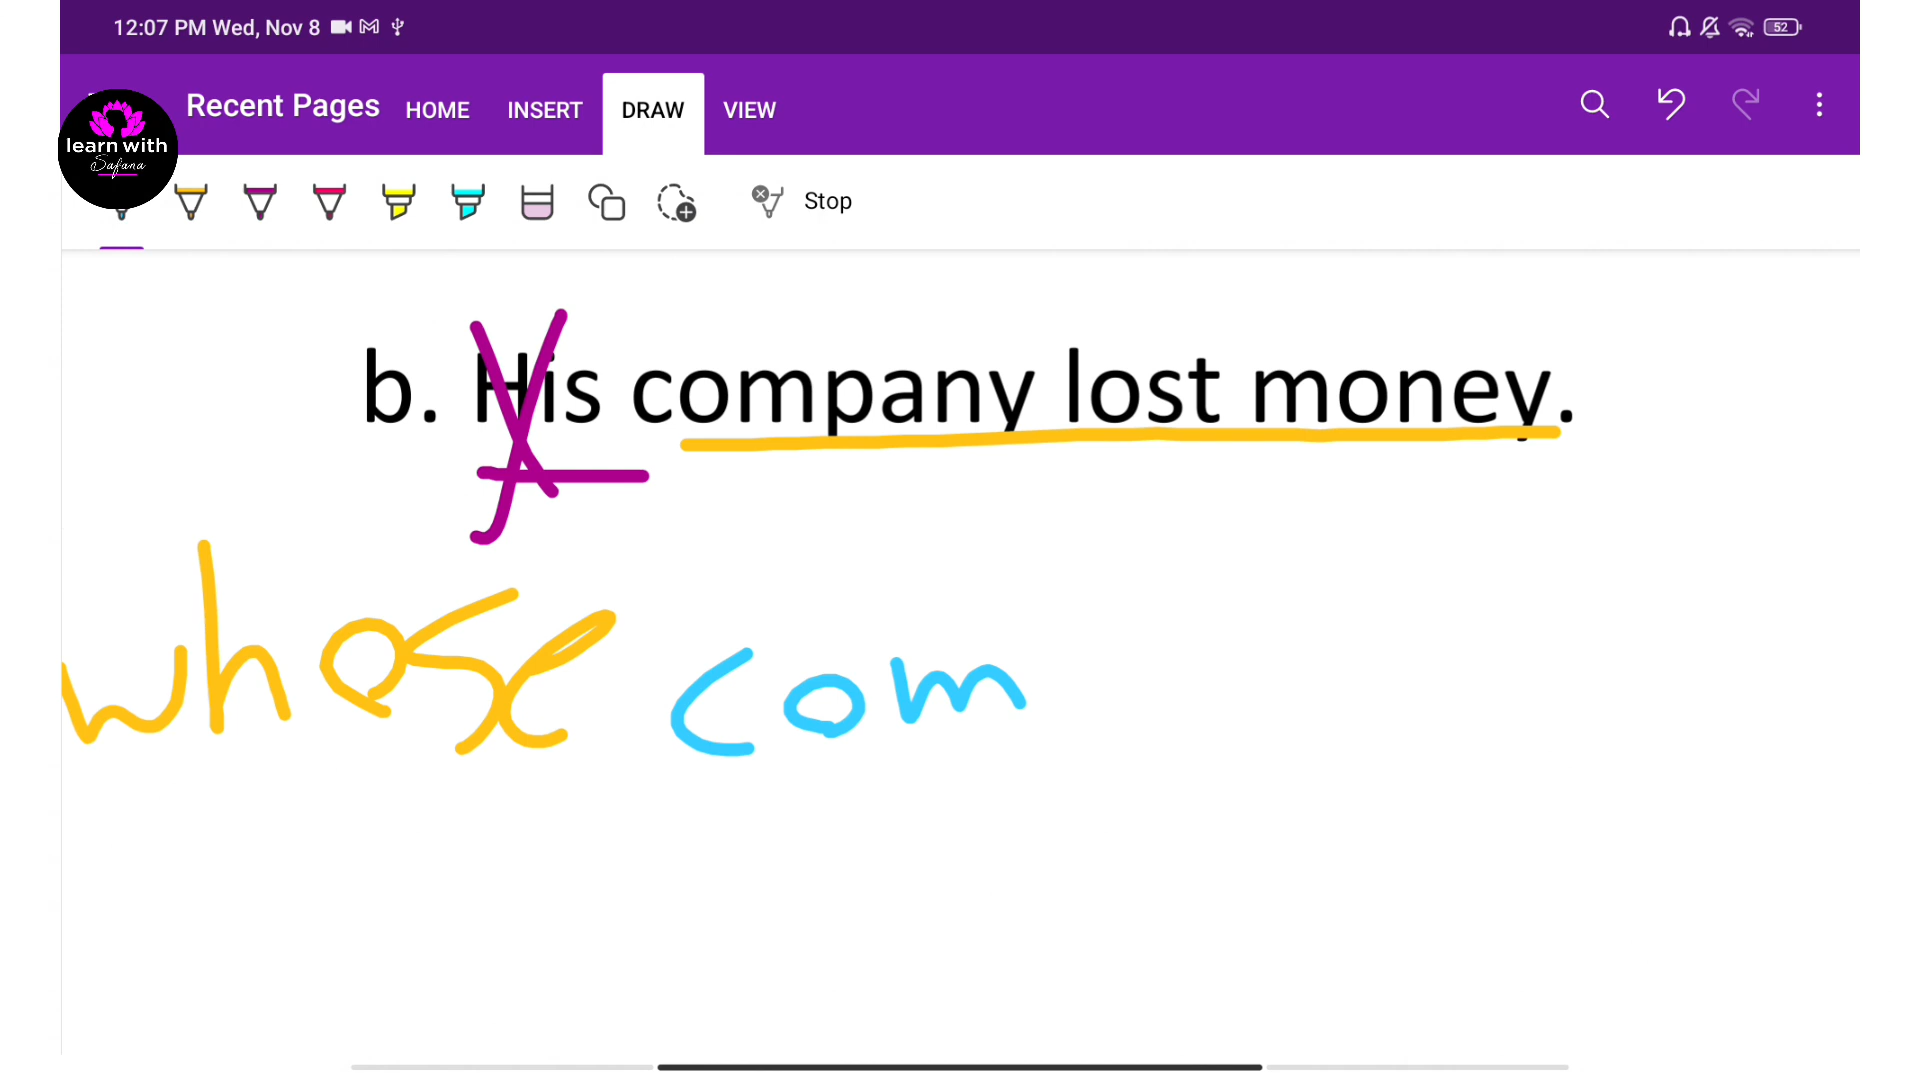 12:07 PM Wed, Nov 8 52
Recent Pages HOME INSERT DRAW VIEW
learn with
Safana
Stop
b. His company lost money.
whose com